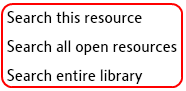 Search this resource
Search all open resources
Search entire library